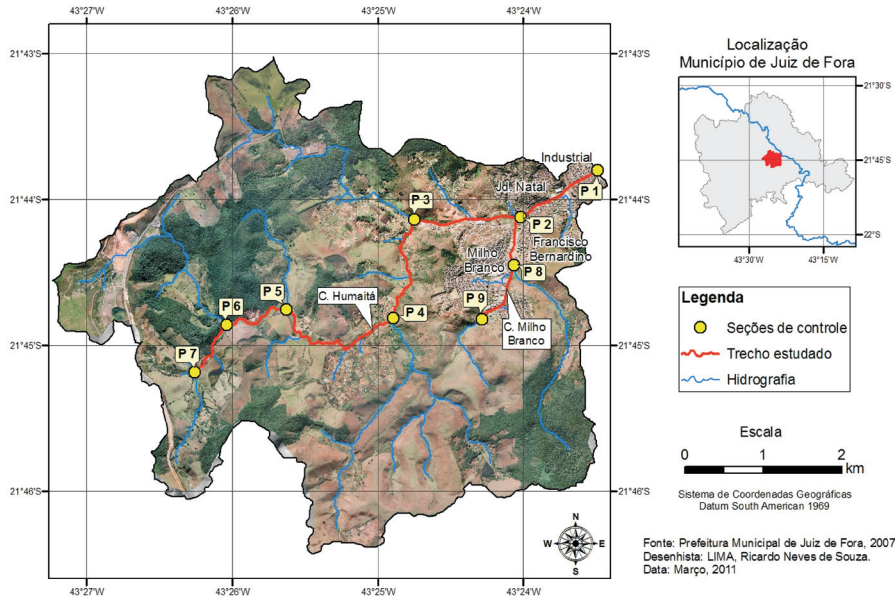 43°27'W
43°26'W
43°25'W
43°24'W
21°43'S
21°43'S
Industrial
P 1
21°44'S
21°44'S
Jd. Natal
P 3
P 2
Francisco
Bernardino
Milho
Branco
P 8
P 5
C. Humaitá
P 9
P 6
P 4
C. Milho
Branco
P 7
21°45'S
21°45'S
21°46'S
21°46'S
N
W
E
S
43°27'W
43°26'W
43°25'W
43°24'W
Localização
Município de Juiz de Fora
21°30'S
21°45'S
22°S
43°30'W
43°15'W
Legenda
Seções de controle
Trecho estudado
Hidrografia
Escala
0 1 2
km
Sistema de Coordenadas Geográficas
Datum South American 1969
Fonte: Prefeitura Municipal de Juiz de Fora, 2007
Desenhista: LIMA, Ricardo Neves de Souza.
Data: Março, 2011